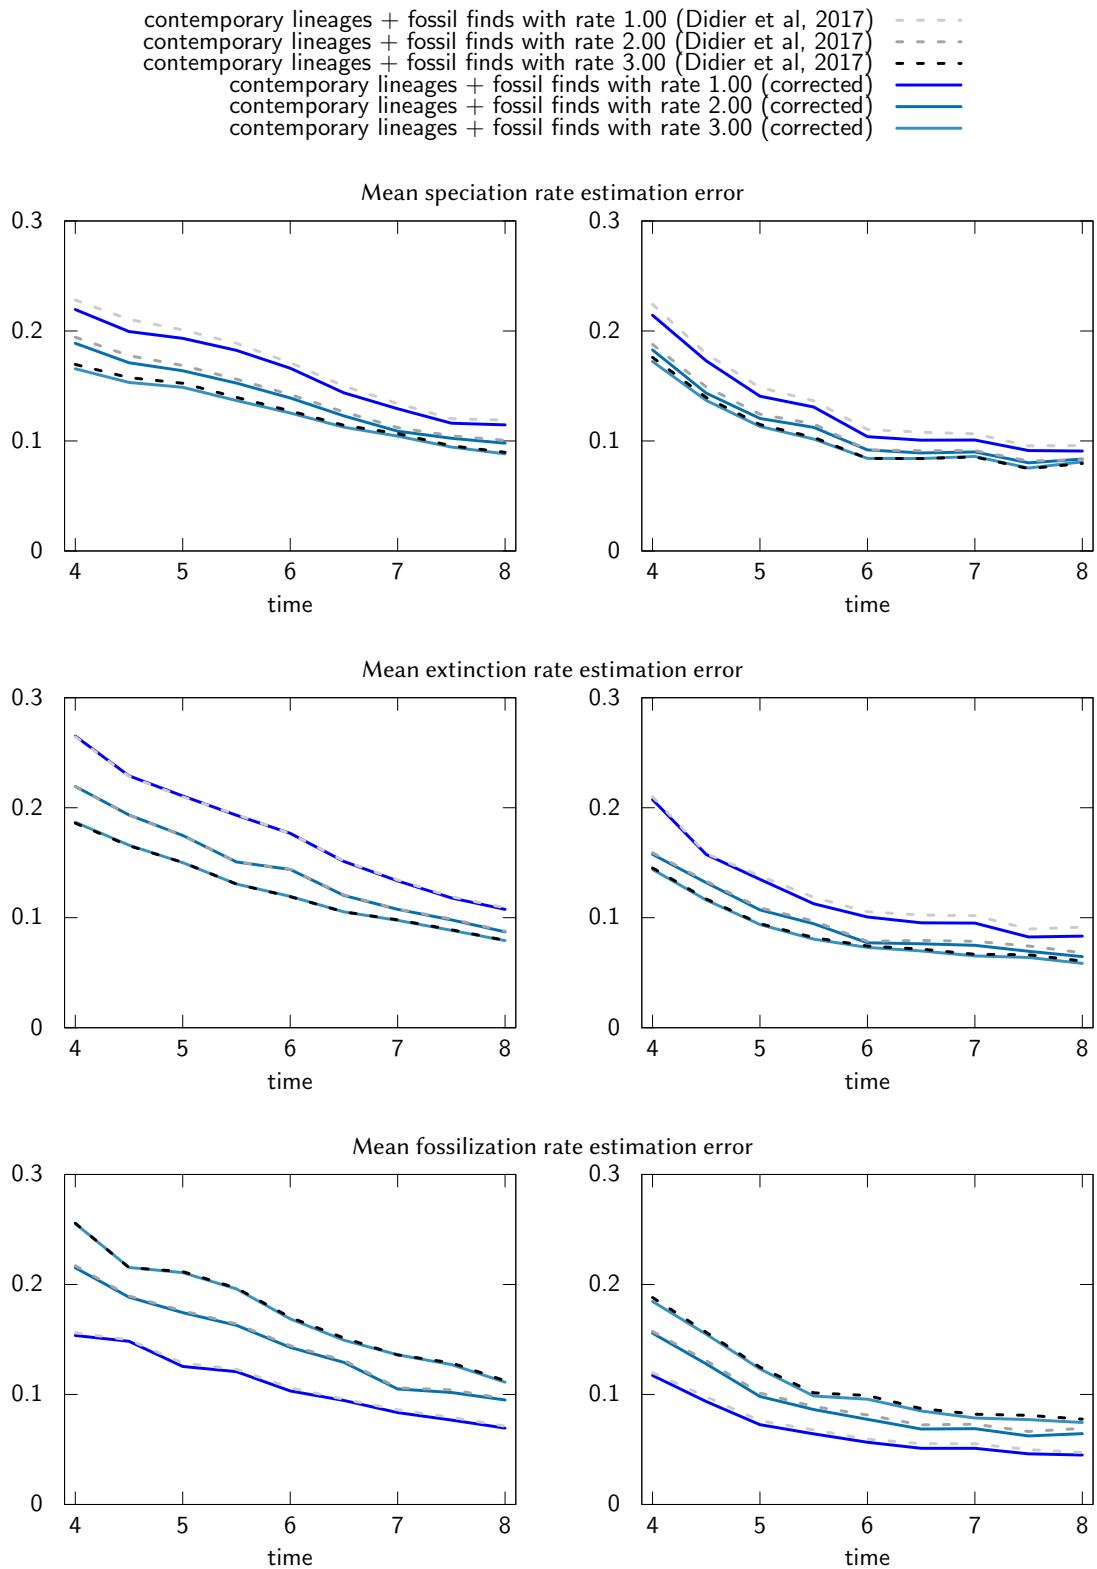 contemporary lineages + fossil finds with rate 1.00 (Didier et al, 2017)
contemporary lineages + fossil finds with rate 2.00 (Didier et al, 2017)
contemporary lineages + fossil finds with rate 3.00 (Didier et al, 2017)
contemporary lineages + fossil finds with rate 1.00 (corrected)
contemporary lineages + fossil finds with rate 2.00 (corrected)
contemporary lineages + fossil finds with rate 3.00 (corrected)
Mean speciation rate estimation error
0.3
0.2
0.1
0
4 5 6 7 8
time
0.3
0.2
0.1
0
4 5 6 7 8
time
Mean extinction rate estimation error
0.3
0.2
0.1
0
4 5 6 7 8
time
0.3
0.2
0.1
0
4 5 6 7 8
time
Mean fossilization rate estimation error
0.3
0.2
0.1
0
4 5 6 7 8
time
0.3
0.2
0.1
0
4 5 6 7 8
time